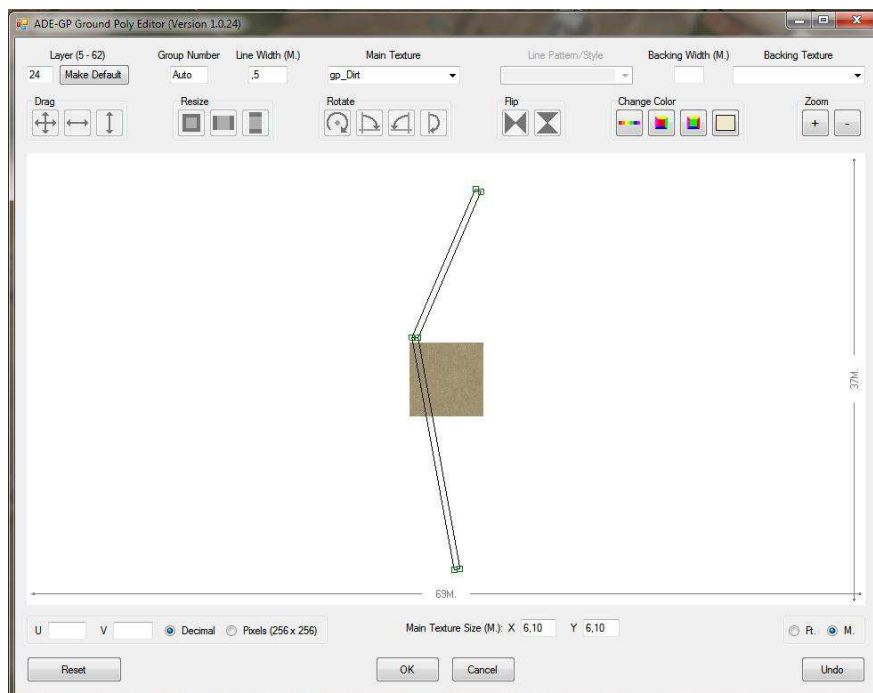 ADE-GP Ground Poly Editor (Version 1.0.24)
Layer (5 - 62) Group Number Line Width (M.) Main Texture Line Pattern/Style Backing Width (M.) Backing Texture
24 Make Default Auto ,5 gp_Dirt
Drag Resize Rotate Flip Change Color Zoom
+ -
37M.
69M.
U V Decimal Pixels (256 x 256) Main Texture Size (M.): X 6,10 Y 6,10 Ft. M.
Reset OK Cancel Undo